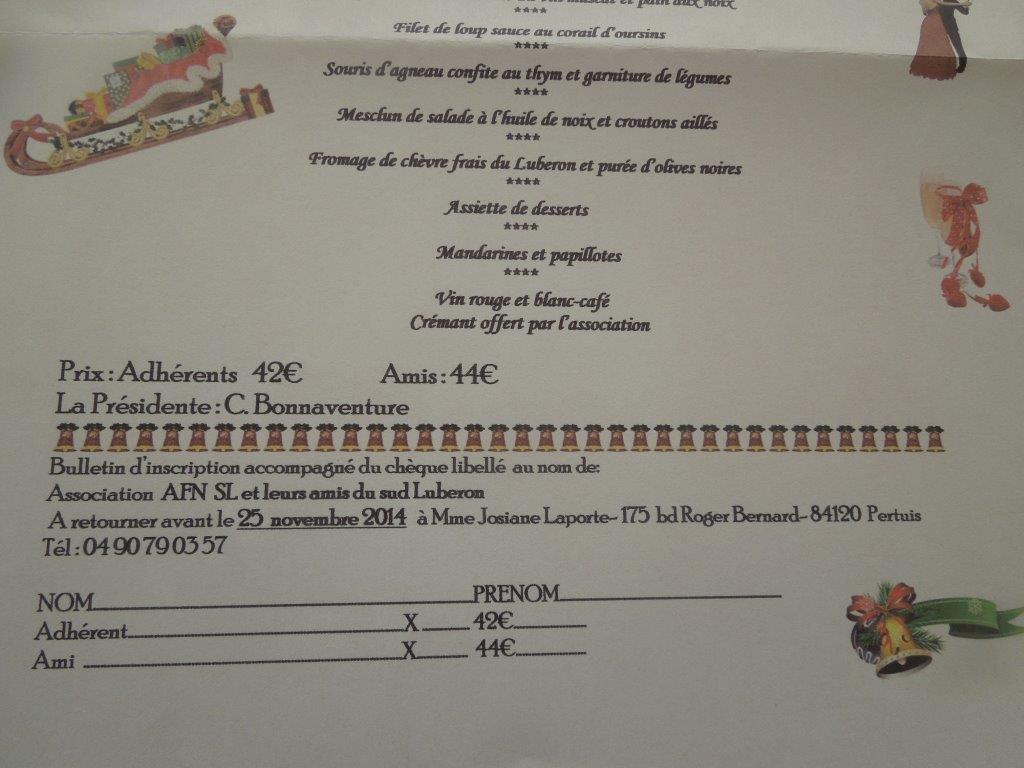 muscat et pain aux noix
****
Filet de loup sauce au corail d'oursins
****
Souris d'agneau confite au thym et garniture de légumes
****
Mesclun de salade à l'huile de noix et croutons aillés
****
Fromage de chèvre frais du Luberon et purée d'olives noires
****
Assiette de desserts
****
Mandarines et papillotes
****
Vin rouge et blanc-café
Crémant offert par l'association
Prix : Adhérents 42€ Amis : 44€
La Présidente : C. Bonnaventure
Bulletin d'inscription accompagné du chèque libellé au nom de:
Association AFN SL et leurs amis du sud Luberon
A retourner avant le 25 novembre 2014 à Mme Josiane Laporte- 175 bd Roger Bernard- 84120 Pertuis
Tél : 04 90 79 03 57
NOM PRENOM
Adhérent X 42€
Ami X 44€